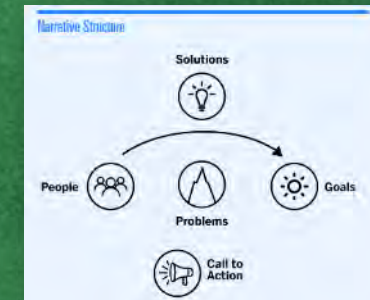 Narrative Structure
Solutions
People
Goals
Problems
Call to
Action